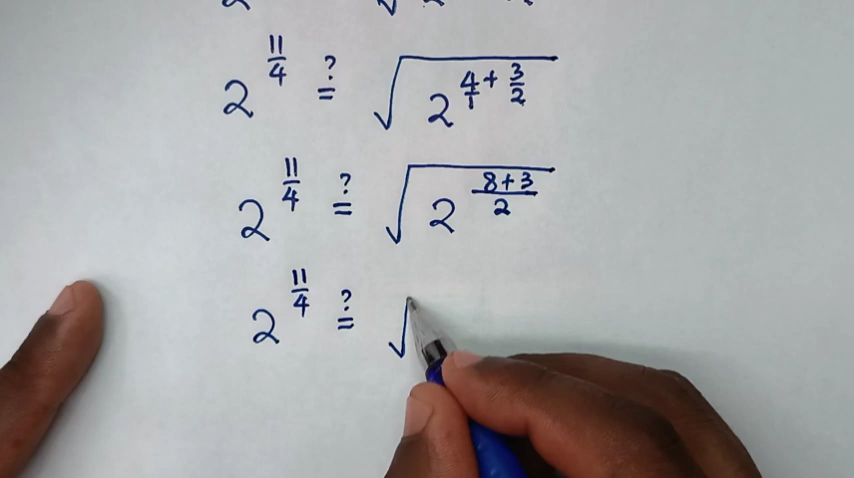 2^{11/4} ≟ √(2^{4/1 + 3/2})
2^{11/4} ≟ √(2^{(8+3)/2})
2^{11/4} ≟ √